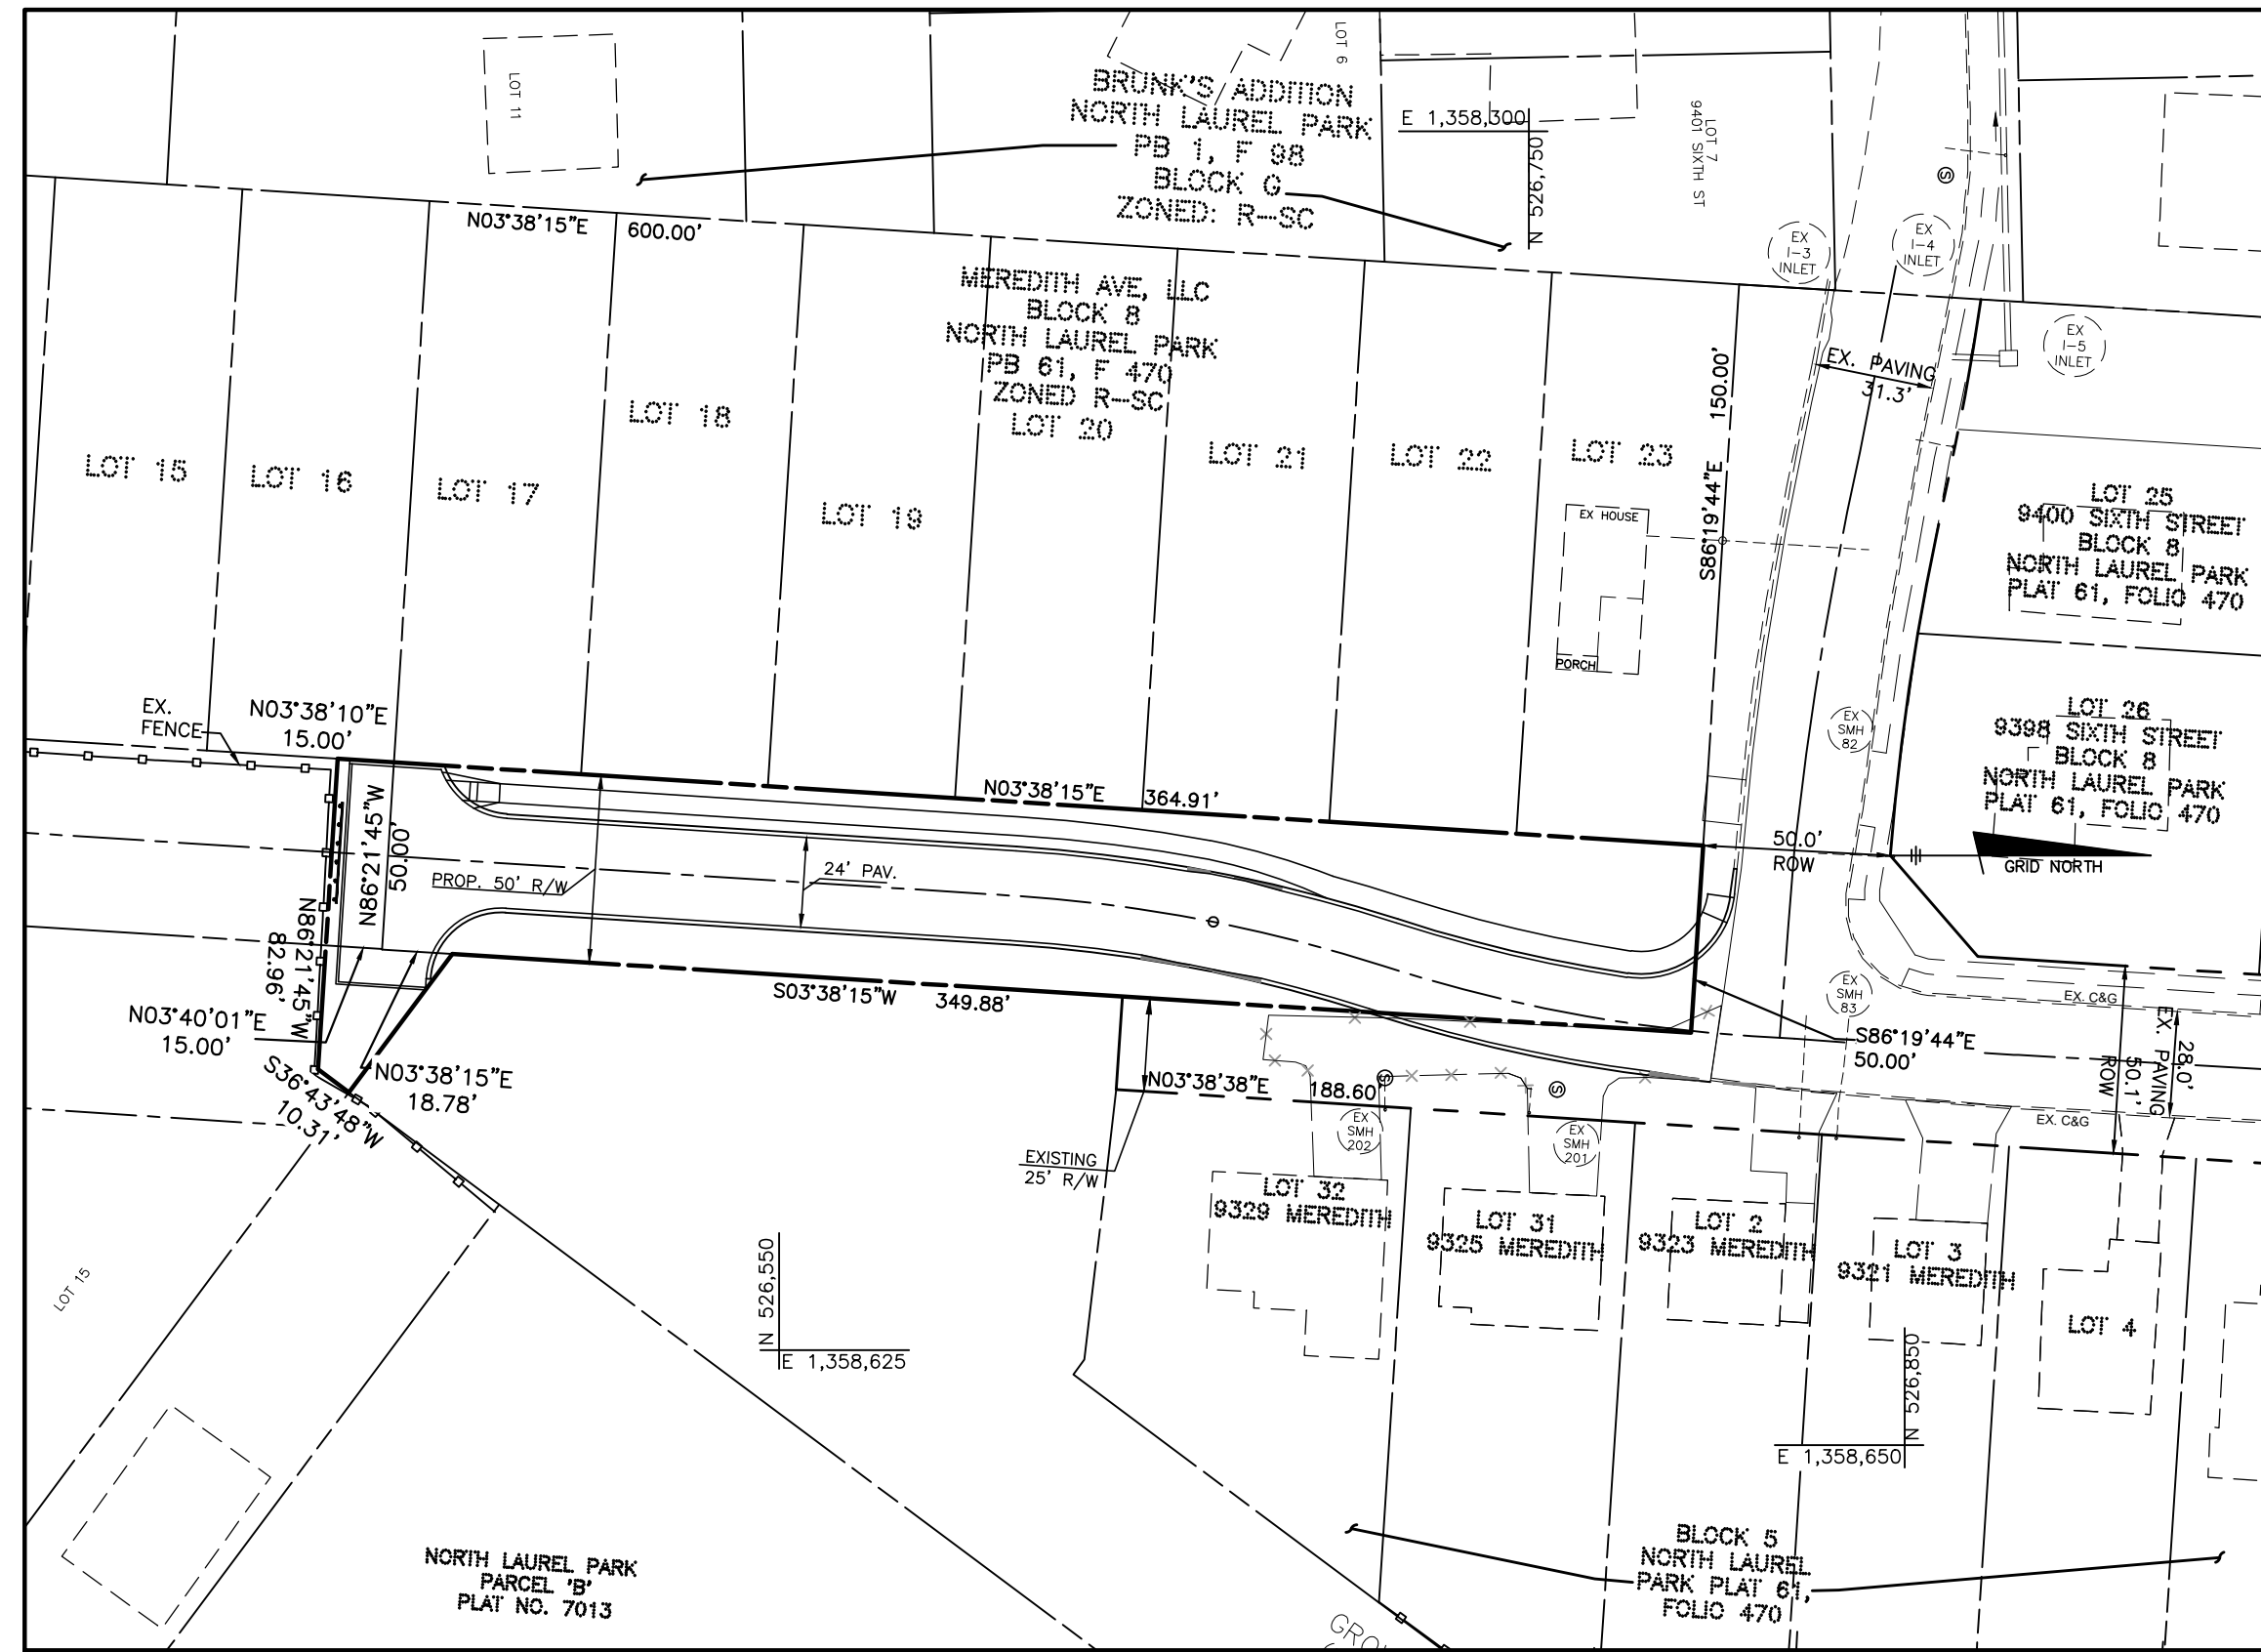 LOT 11
LOT 6
BRUNK'S ADDITION
NORTH LAUREL PARK
PB 1, F 98
BLOCK G
ZONED: R-SC
E 1,358,300
N 526,750
LOT 7
9401 SIXTH ST
EX
I-3
INLET
EX
I-4
INLET
EX
I-5
INLET
N03°38'15"E 600.00'
MEREDITH AVE, LLC
BLOCK 8
NORTH LAUREL PARK
PB 61, F 470
ZONED R-SC
LOT 20
LOT 15
LOT 16
LOT 17
LOT 18
LOT 19
LOT 21
LOT 22
LOT 23
EX HOUSE
PORCH
S86°19'44"E 150.00'
EX. PAVING
31.3'
LOT 25
9400 SIXTH STREET
BLOCK 8
NORTH LAUREL PARK
PLAT 61, FOLIO 470
LOT 26
9398 SIXTH STREET
BLOCK 8
NORTH LAUREL PARK
PLAT 61, FOLIO 470
EX
SMH
82
GRID NORTH
50.0'
ROW
EX.
FENCE
N03°38'10"E
15.00'
N86°21'45"W
50.00'
PROP. 50' R/W
24' PAV.
N03°38'15"E 364.91'
N86°21'45"W
82.96'
N03°40'01"E
15.00'
S36°43'48"W
10.31'
N03°38'15"E
18.78'
S03°38'15"W 349.88'
EX
SMH
83
S86°19'44"E
50.00'
EX. C&G
EX. PAVING
28.0'
50.1'
ROW
EX. C&G
N03°38'38"E 188.60'
S
S
S
EX
SMH
202
EX
SMH
201
EXISTING
25' R/W
LOT 32
9329 MEREDITH
LOT 31
9325 MEREDITH
LOT 2
9323 MEREDITH
LOT 3
9321 MEREDITH
LOT 4
LOT 15
N 526,550
E 1,358,625
N 526,850
E 1,358,650
NORTH LAUREL PARK
PARCEL 'B'
PLAT NO. 7013
BLOCK 5
NORTH LAUREL
PARK PLAT 61,
FOLIO 470